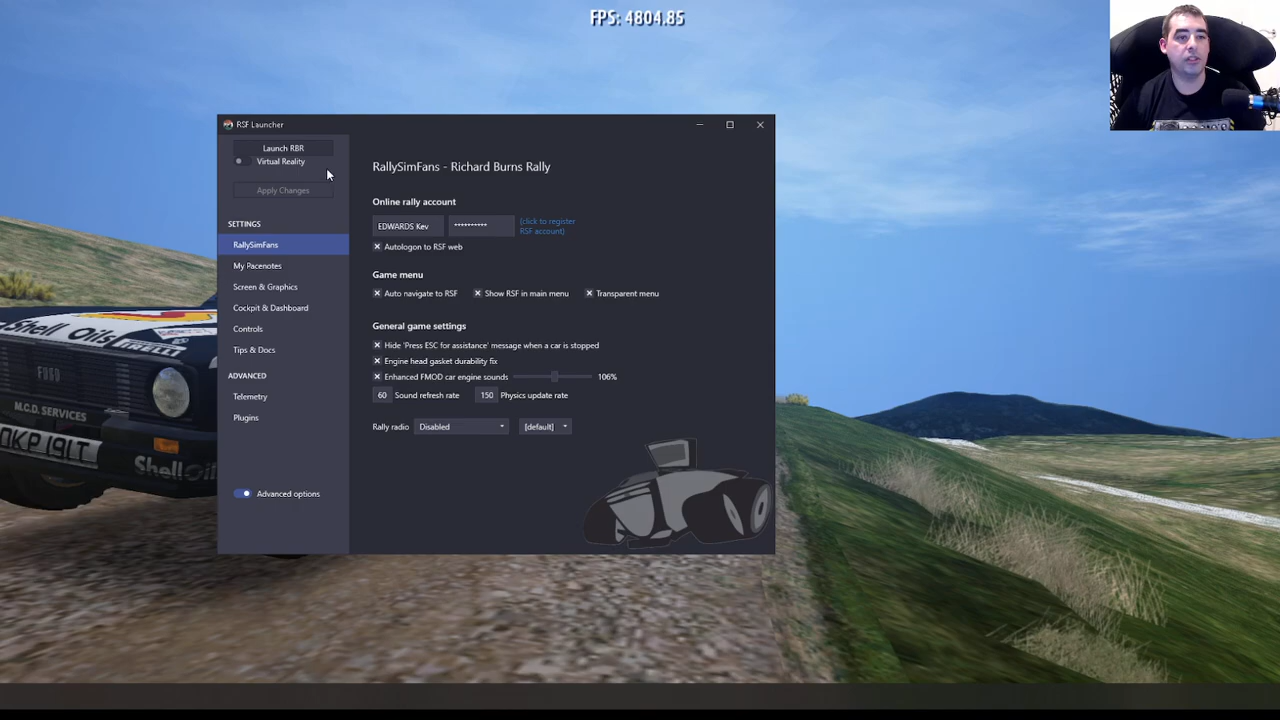 FPS: 4804.85
RSF Launcher
Launch RBR
Virtual Reality
Apply Changes
SETTINGS
RallySimFans
My Pacenotes
Screen & Graphics
Cockpit & Dashboard
Controls
Tips & Docs
ADVANCED
Telemetry
Plugins
Advanced options
RallySimFans - Richard Burns Rally
Online rally account
EDWARDS Kev ********** (click to register
RSF account)
Autologon to RSF web
Game menu
Auto navigate to RSF Show RSF in main menu Transparent menu
General game settings
Hide 'Press ESC for assistance' message when a car is stopped
Engine head gasket durability fix
Enhanced FMOD car engine sounds 106%
60 Sound refresh rate 150 Physics update rate
Rally radio Disabled [default]
Shell Oils
PIRELLI
FORD
M.C.D. SERVICES
Shell Oil